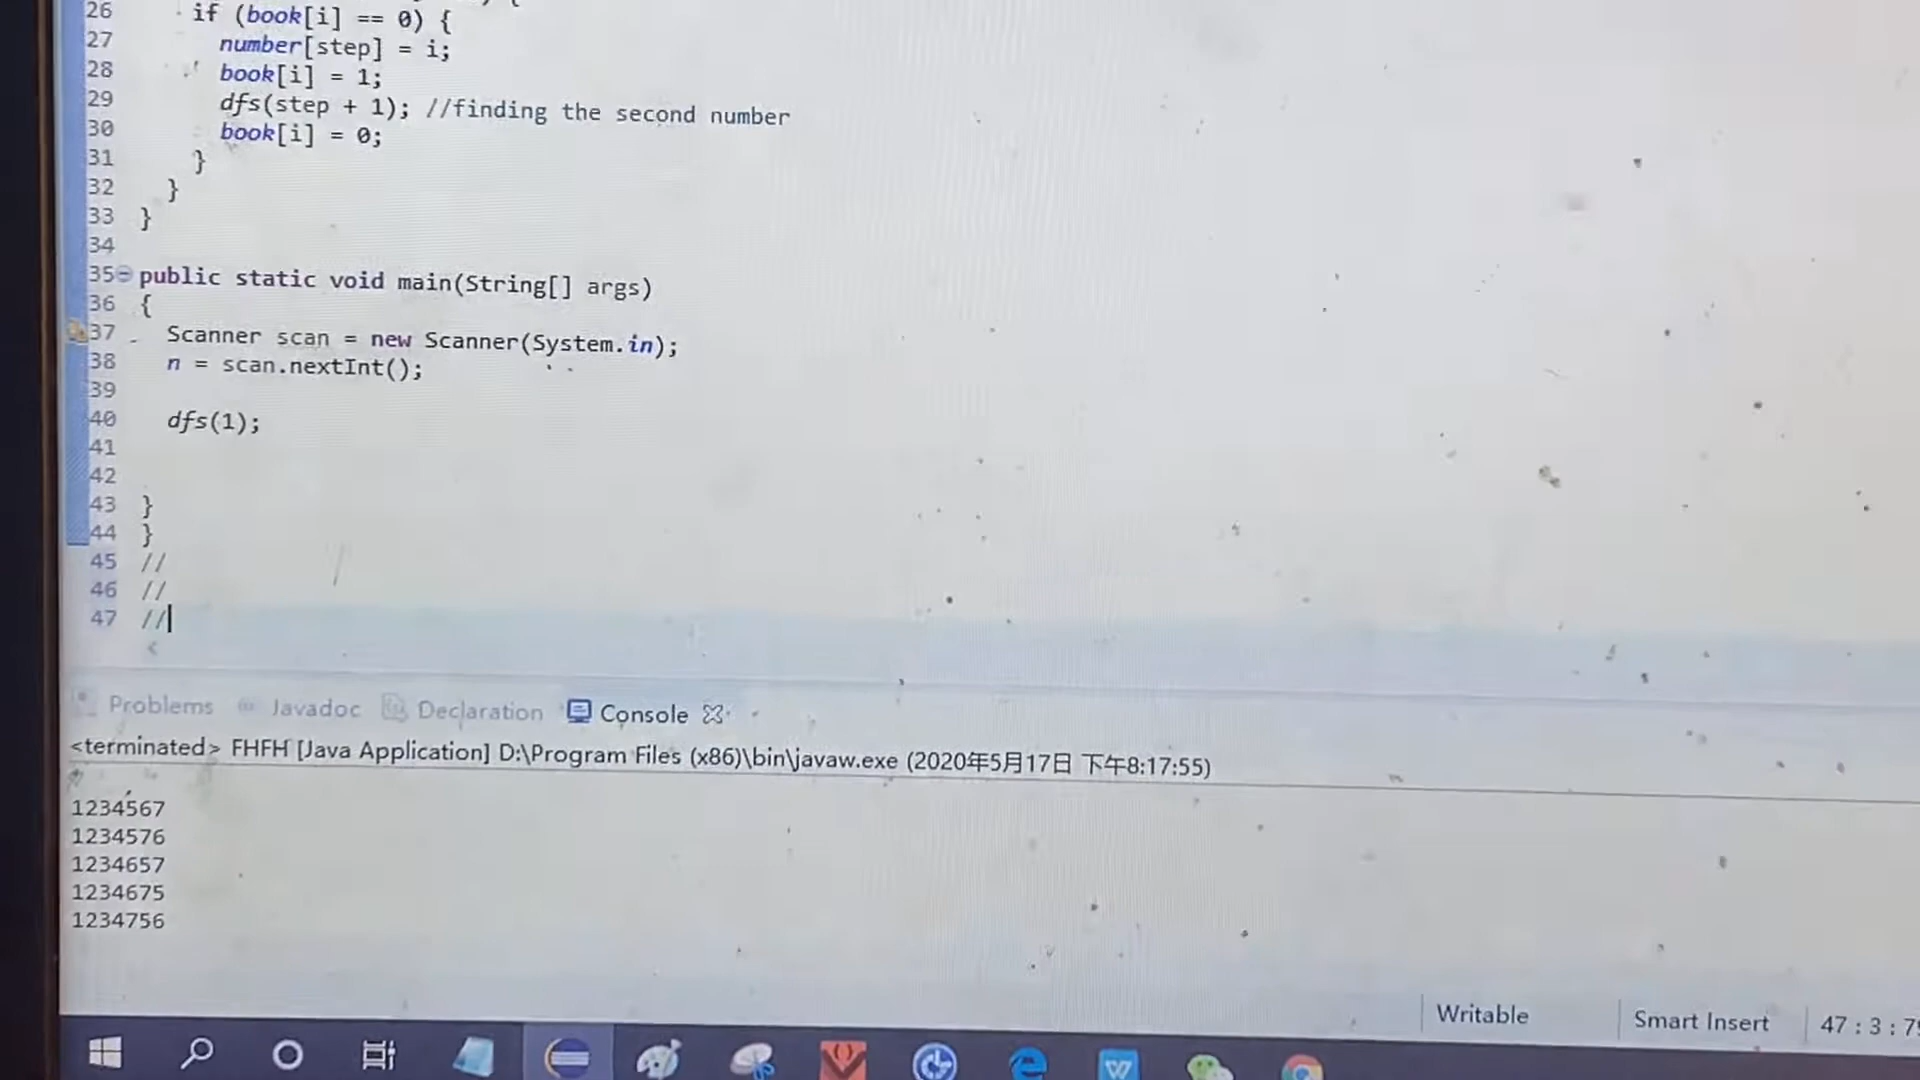 26 if (book[i] == 0) {
27 number[step] = i;
28 book[i] = 1;
29 dfs(step + 1); //finding the second number
30 book[i] = 0;
31 }
32 }
33 }
34
35 public static void main(String[] args)
36 {
37 Scanner scan = new Scanner(System.in);
38 n = scan.nextInt();
39
40 dfs(1);
41
42
43 }
44 }
45 //
46 //
47 //
Problems Javadoc Declaration Console
<terminated> FHFH [Java Application] D:\Program Files (x86)\bin\javaw.exe (2020年5月17日 下午8:17:55)
1234567
1234576
1234657
1234675
1234756
Writable Smart Insert 47 : 3 :